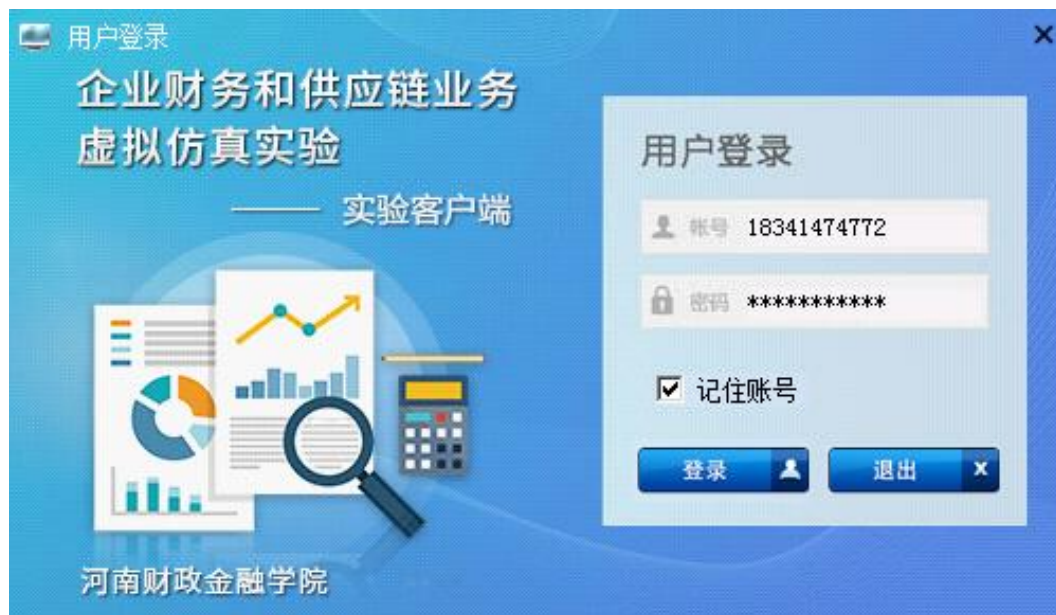 用户登录
企业财务和供应链业务
虚拟仿真实验
—— 实验客户端
用户登录
帐号 18341474772
密码 ***********
记住账号
登录 退出
河南财政金融学院